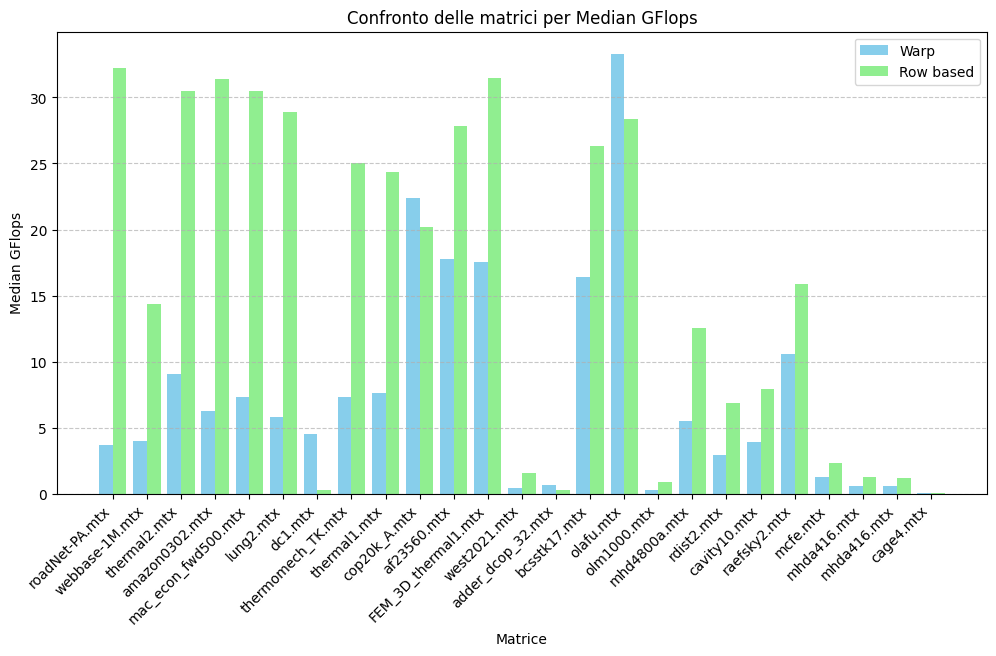 Confronto delle matrici per Median GFlops
Warp
Row based
Median GFlops
30
25
20
15
10
5
0
roadNet-PA.mtx
webbase-1M.mtx
thermal2.mtx
amazon0302.mtx
mac_econ_fwd500.mtx
lung2.mtx
dc1.mtx
thermomech_TK.mtx
thermal1.mtx
cop20k_A.mtx
af23560.mtx
FEM_3D_thermal1.mtx
west2021.mtx
adder_dcop_32.mtx
bcsstk17.mtx
olafu.mtx
olm1000.mtx
mhd4800a.mtx
rdist2.mtx
cavity10.mtx
raefsky2.mtx
mcfe.mtx
mhda416.mtx
mhda416.mtx
cage4.mtx
Matrice